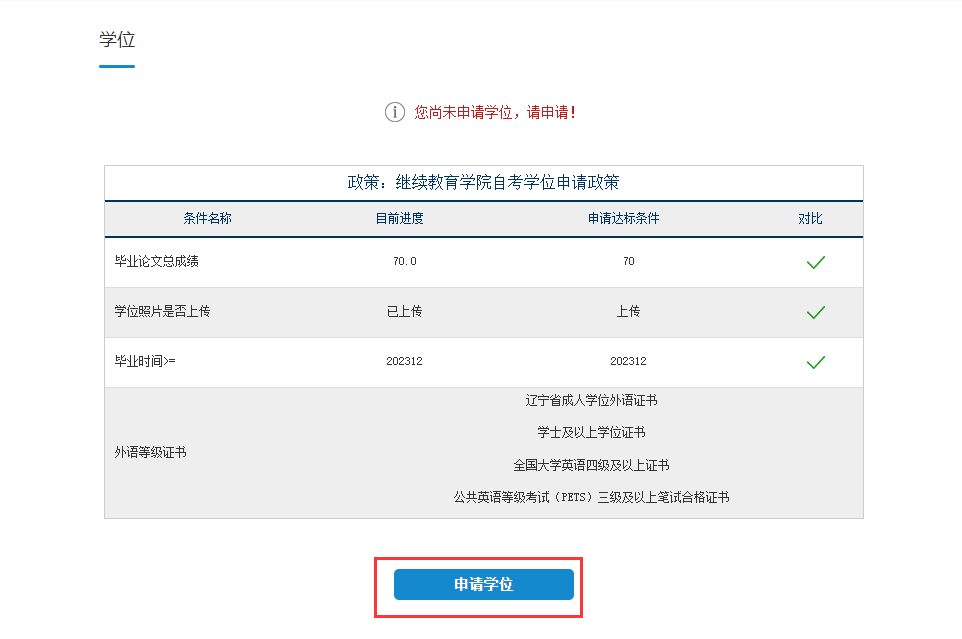 学位
您尚未申请学位，请申请！
政策：继续教育学院自考学位申请政策
条件名称 目前进度 申请达标条件 对比
毕业论文总成绩 70.0 70
学位照片是否上传 已上传 上传
毕业时间>= 202312 202312
外语等级证书
辽宁省成人学位外语证书
学士及以上学位证书
全国大学英语四级及以上证书
公共英语等级考试（PETS）三级及以上笔试合格证书
申请学位